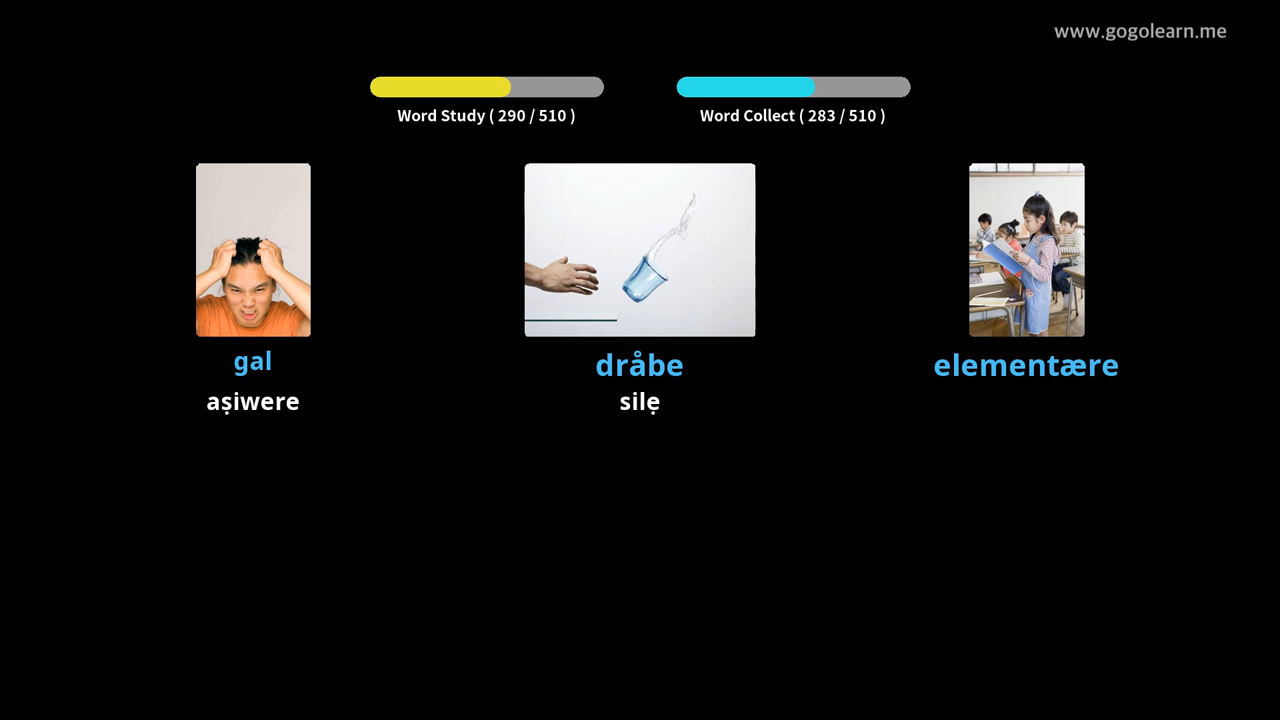 www.gogolearn.me
Word Study ( 290 / 510 )
Word Collect ( 283 / 510 )
gal
dråbe
elementære
aṣiwere
silẹ